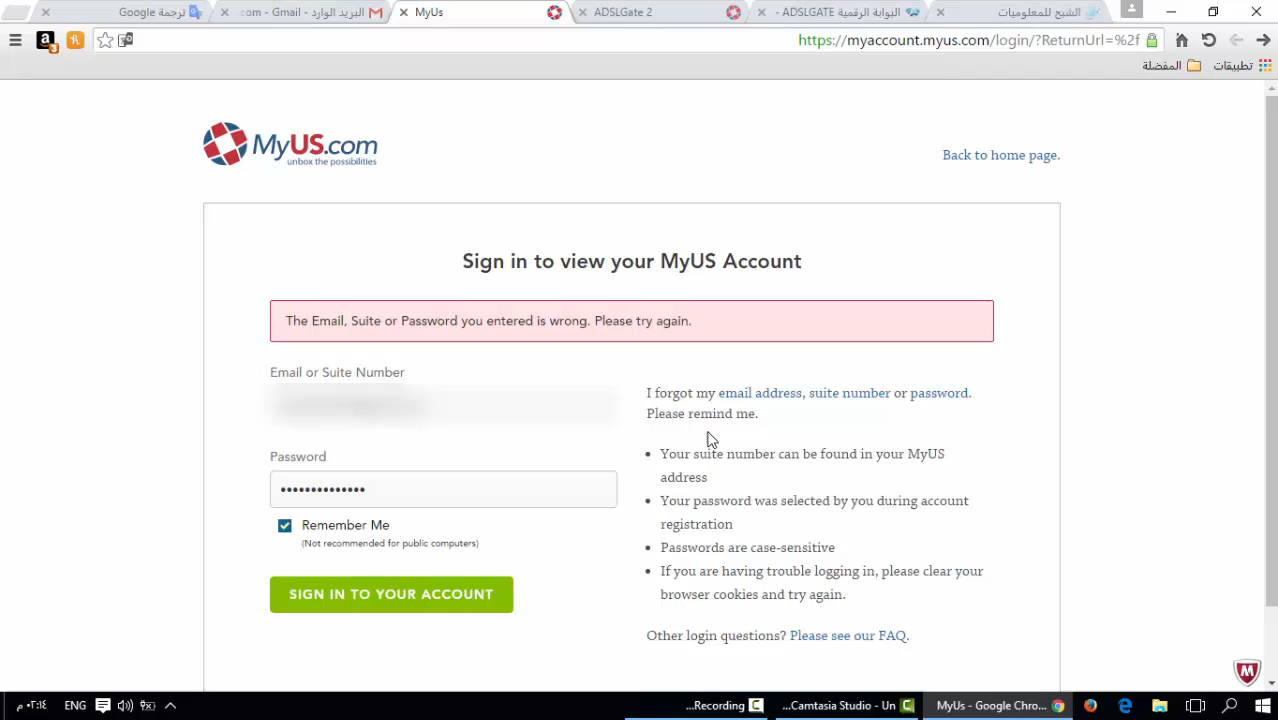 ترجمة Google
البريد الوارد - Gmail - com
MyUs
ADSLGate 2
البوابة الرقمية ADSLGATE -
الشبح للمعلوميات
https://myaccount.myus.com/login/?ReturnUrl=%2f
المفضلة
تطبيقات
MyUS.com
unbox the possibilities
Back to home page.
Sign in to view your MyUS Account
The Email, Suite or Password you entered is wrong. Please try again.
Email or Suite Number
Password
••••••••••••••
Remember Me
(Not recommended for public computers)
SIGN IN TO YOUR ACCOUNT
I forgot my email address, suite number or password.
Please remind me.
• Your suite number can be found in your MyUS
address
• Your password was selected by you during account
registration
• Passwords are case-sensitive
• If you are having trouble logging in, please clear your
browser cookies and try again.
Other login questions? Please see our FAQ.
٠٢:١٤ م
ENG
Recording...
Camtasia Studio - Un...
MyUs - Google Chro...